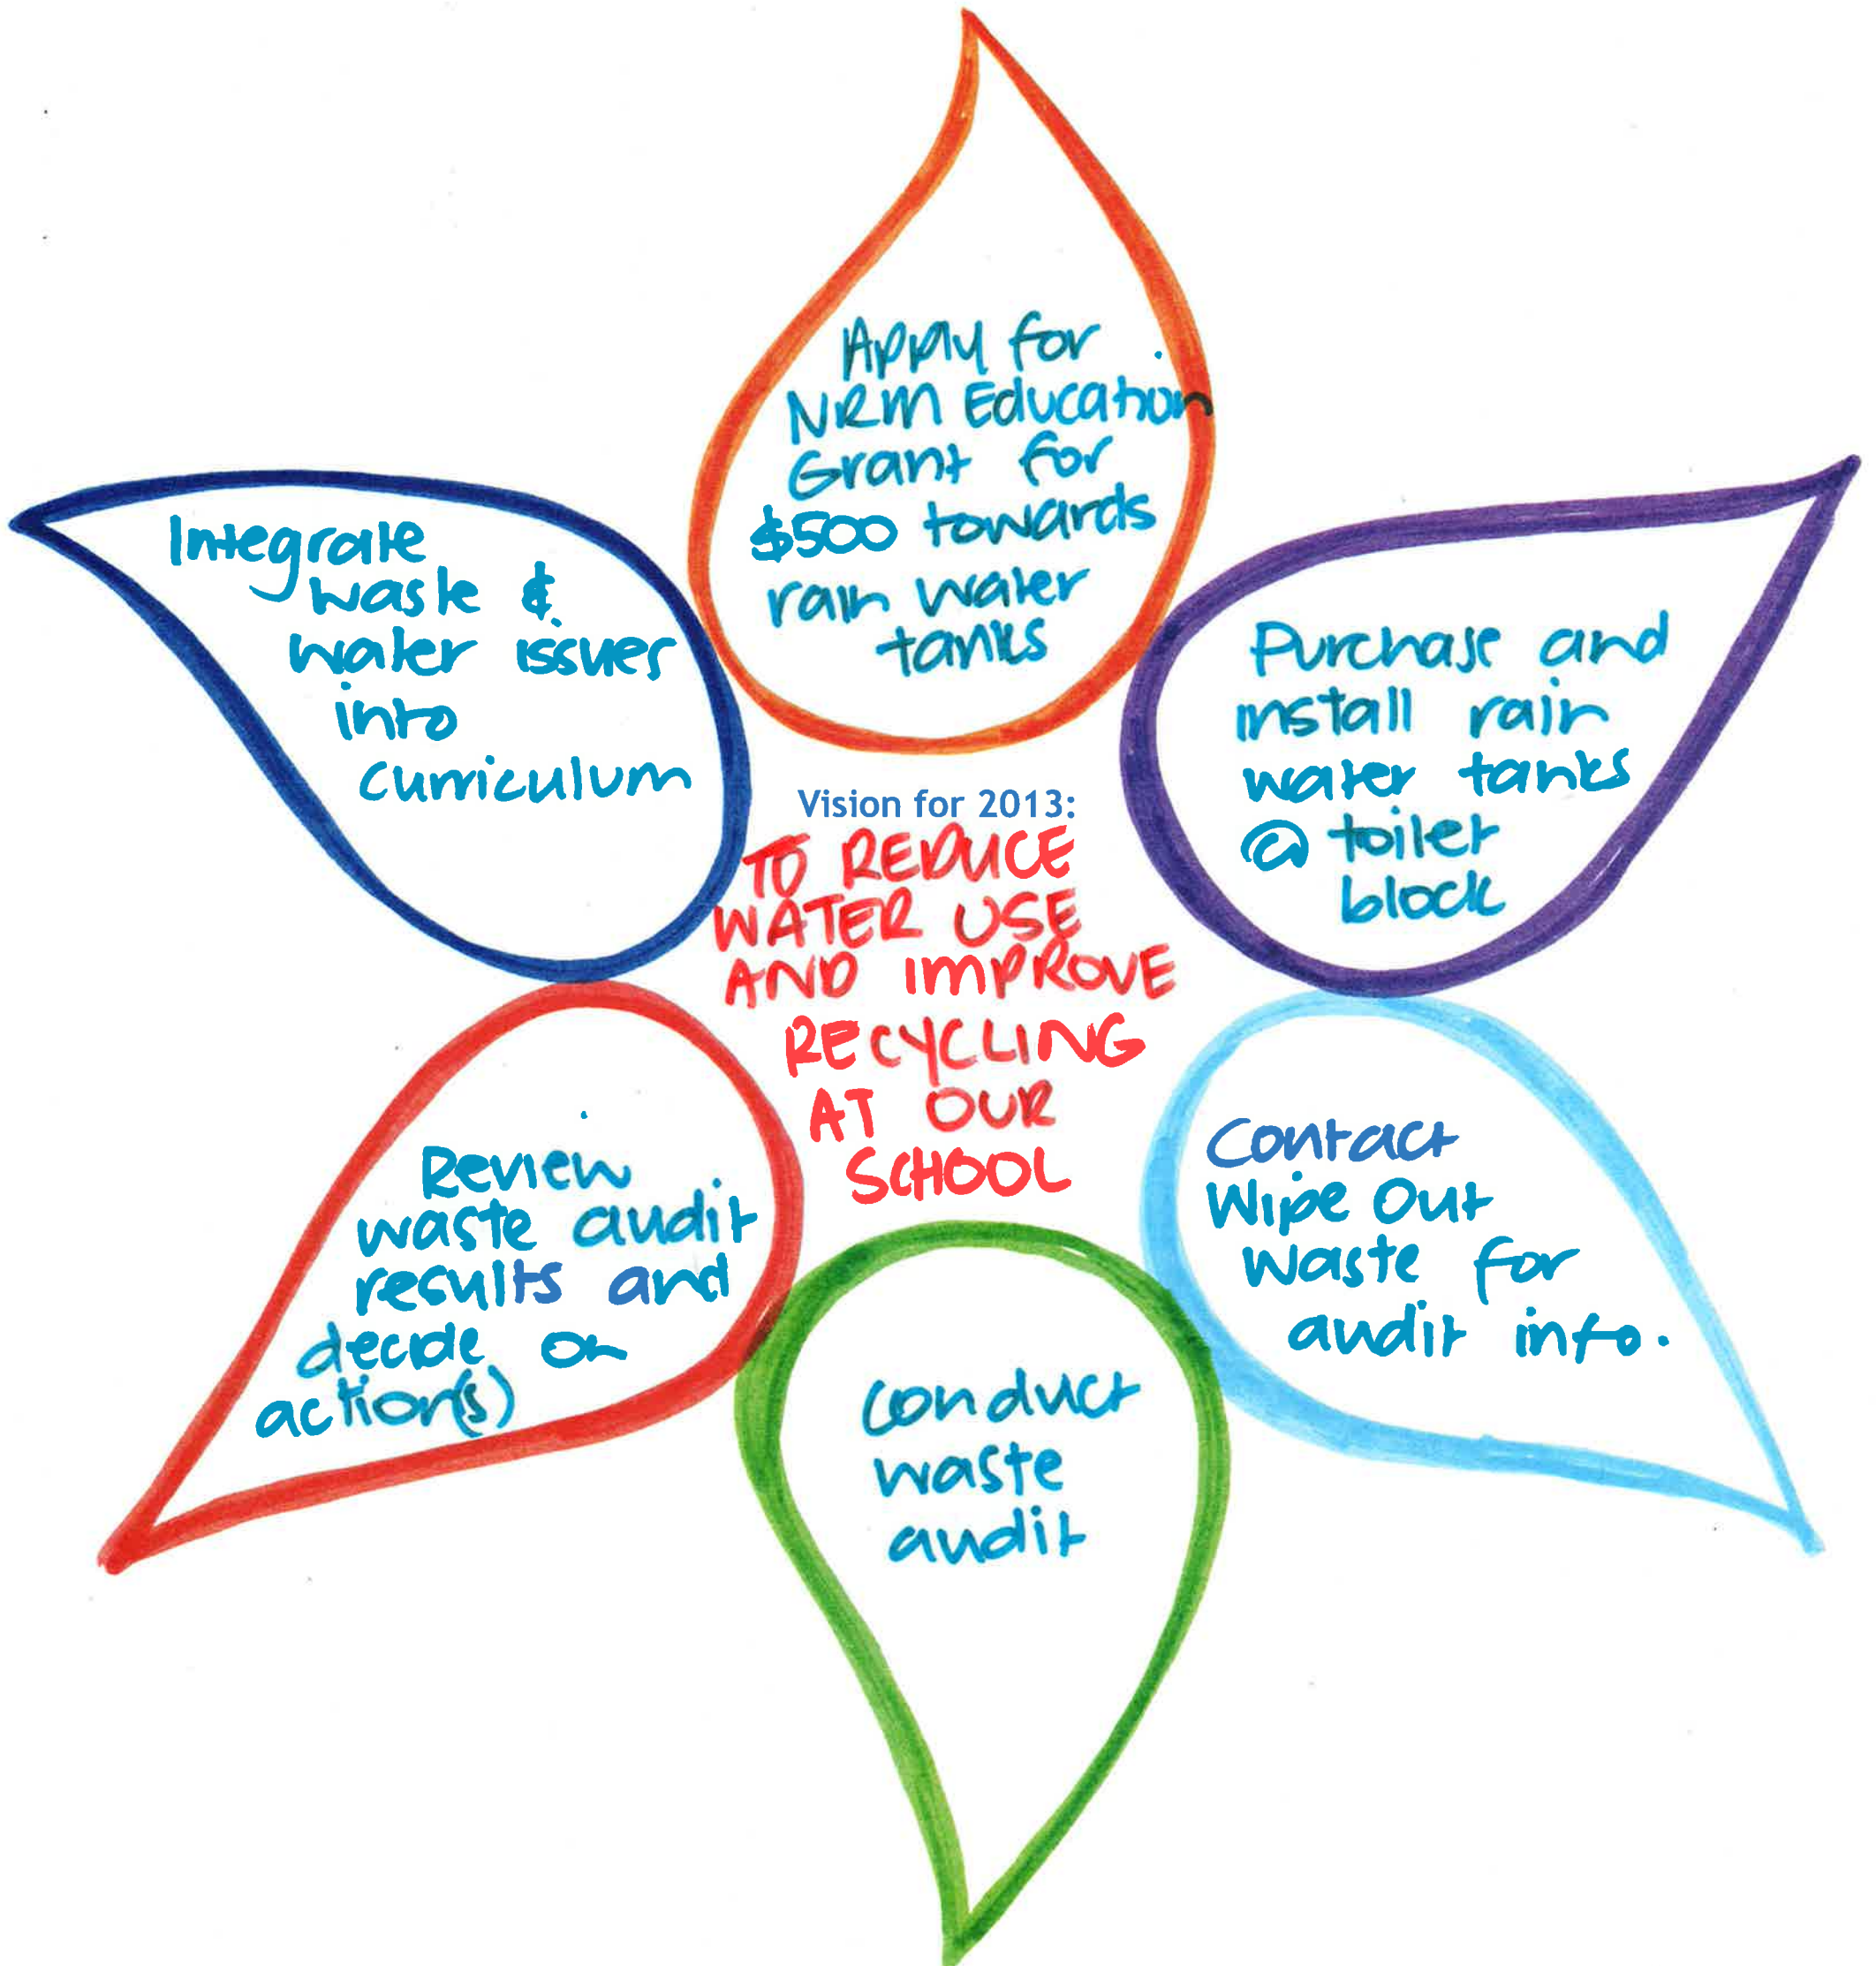 Apply for
NRM Education
Grant for
$500 towards
rain water
tanks
Purchase and
install rain
water tanks
@ toilet
block
Contact
Wipe Out
Waste for
audit info.
Conduct
waste
audit
Review
waste audit
results and
decide on
action(s)
Integrate
waste &
water issues
into
curriculum
Vision for 2013:
TO REDUCE
WATER USE
AND IMPROVE
RECYCLING
AT OUR
SCHOOL